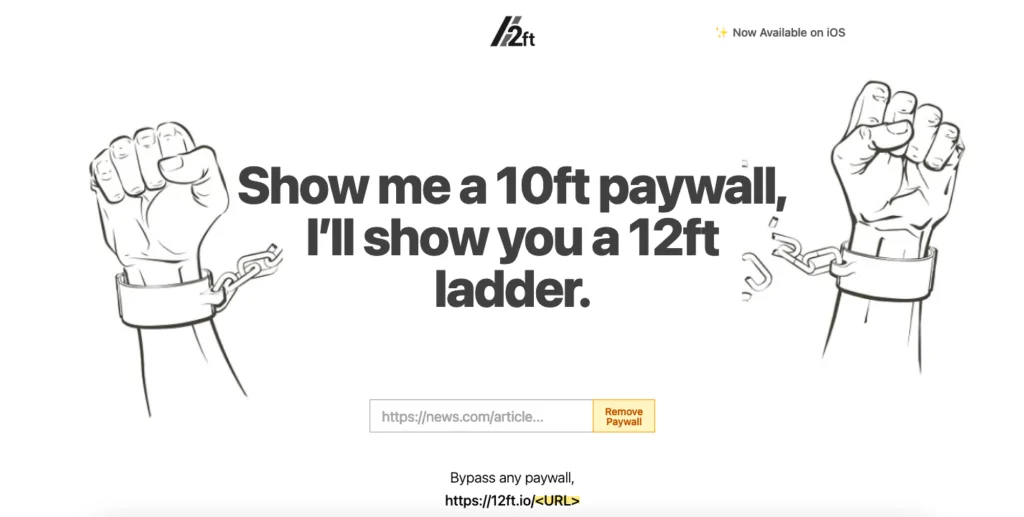 12ft
✨ Now Available on iOS
Show me a 10ft paywall,
I'll show you a 12ft
ladder.
https://news.com/article...
Remove
Paywall
Bypass any paywall,
https://12ft.io/<URL>